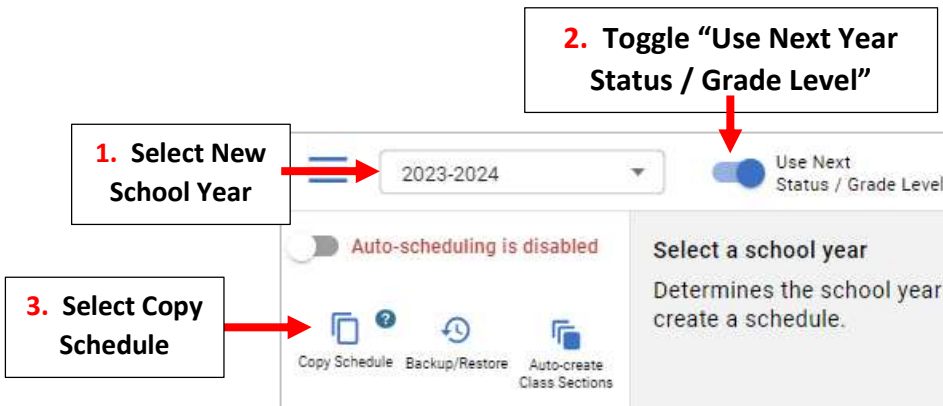 2. Toggle “Use Next Year
Status / Grade Level”
1. Select New
School Year
2023-2024
Use Next
Status / Grade Level
Auto-scheduling is disabled
Select a school year
Determines the school year
create a schedule.
3. Select Copy
Schedule
Copy Schedule
Backup/Restore
Auto-create
Class Sections